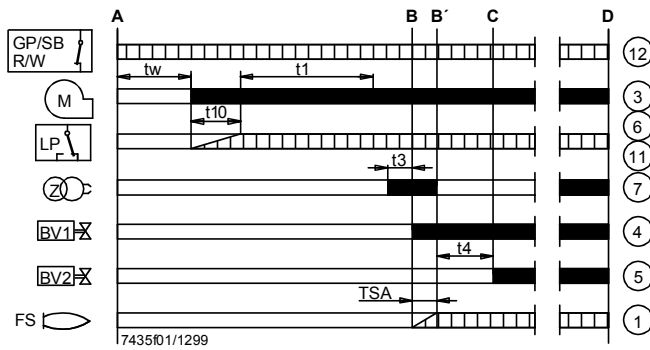 A B B´ C D
GP/SB
R/W
12
tw t1
M
3
t10
6
LP
11
t3
Z
7
BV1
4
t4
BV2
5
TSA
FS
1
7435f01/1299